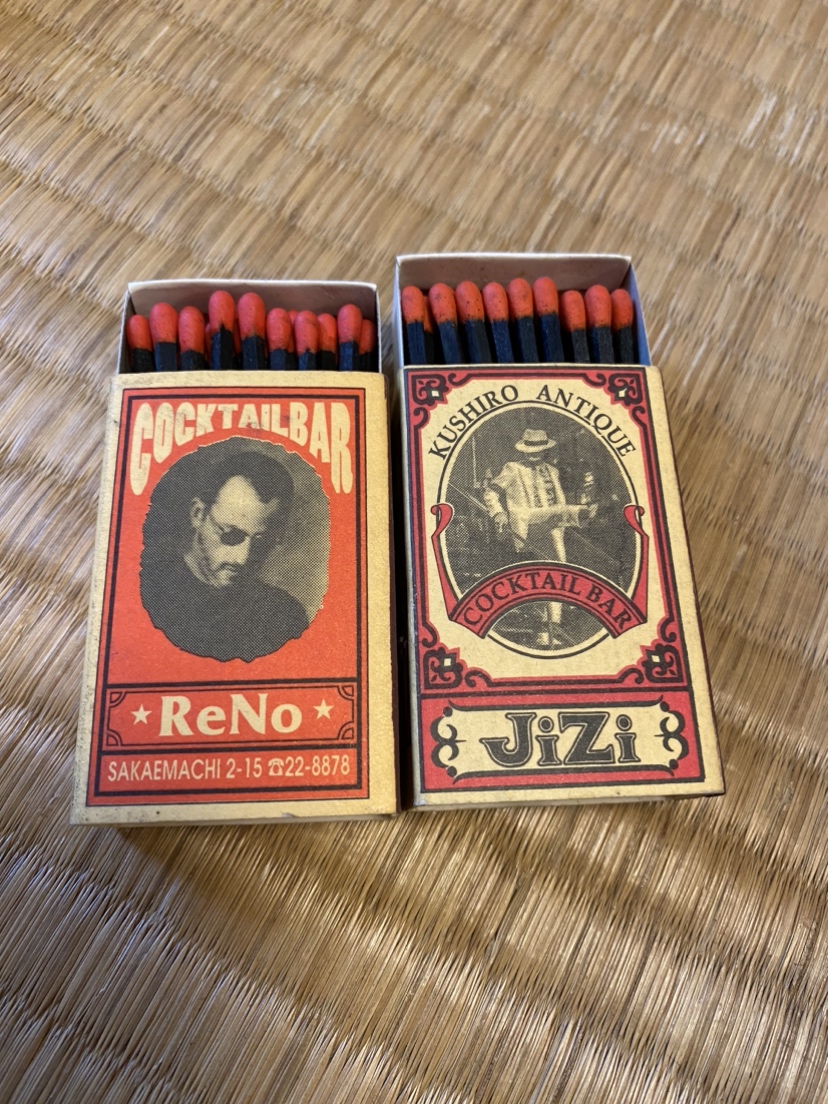 COCKTAILBAR
★ReNo★
SAKAEMACHI 2-15 ☎22-8878
KUSHIRO ANTIQUE
COCKTAIL BAR
JiZi